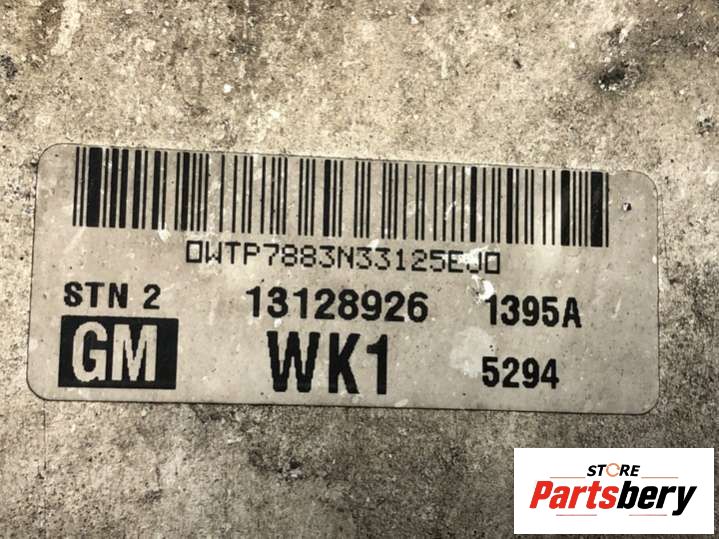 0WTP7883N33125EJ0
STN 2 13128926 1395A
GM WK1 5294
STORE
Partsbery